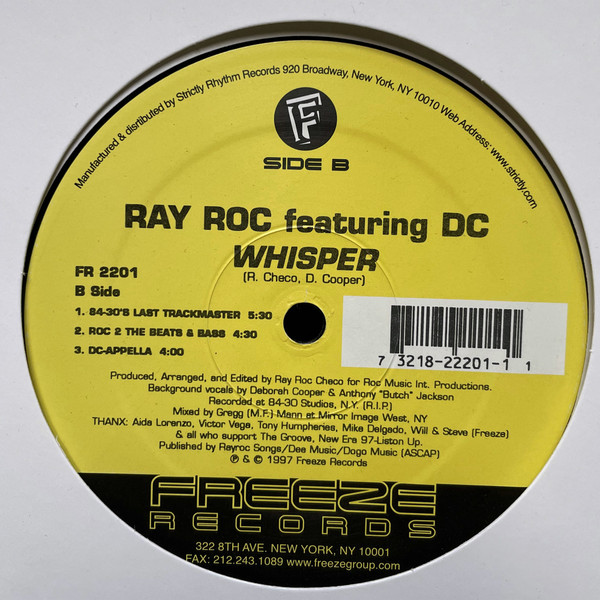 Manufactured & disrtibuted by Strictly Rhythm Records 920 Broadway, New York, NY 10010 Web Address: www.strictly.com
F
SIDE B
RAY ROC featuring DC
WHISPER
(R. Checo, D. Cooper)
FR 2201
B Side
1. 84-30'S LAST TRACKMASTER 5:30
2. ROC 2 THE BEATS & BASS 4:30
3. DC-APPELLA 4:00
7 3218-22201-1 1
Produced, Arranged, and Edited by Ray Roc Checo for Roc Music Int. Productions.
Background vocals by Deborah Cooper & Anthony "Butch" Jackson
Recorded at 84-30 Studios, N.Y. (R.I.P.)
Mixed by Gregg (M.F.) Mann at Mirror Image West, NY
THANX: Aida Lorenzo, Victor Vega, Tony Humpheries, Mike Delgado, Will & Steve (Freeze)
& all who support The Groove, New Era 97-Liston Up.
Published by Rayroc Songs/Dee Music/Dogo Music (ASCAP)
℗ & © 1997 Freeze Records
FREEZE
RECORDS
322 8TH AVE. NEW YORK, NY 10001
FAX: 212.243.1089 www.freezegroup.com